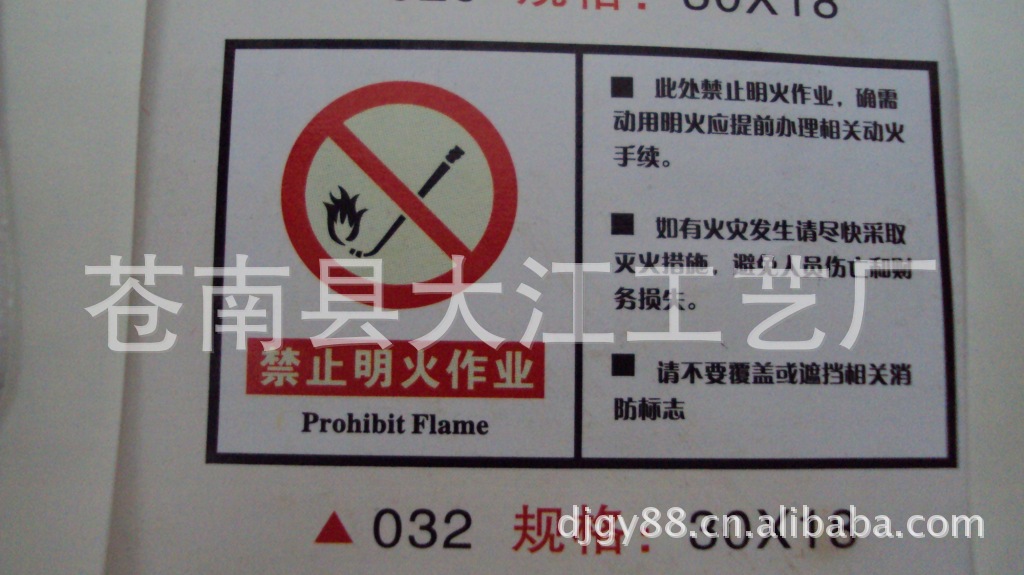 规格：30X18
■ 此处禁止明火作业，确需
动用明火应提前办理相关动火
手续。
■ 如有火灾发生请尽快采取
灭火措施，避免人员伤亡和财
务损失。
■ 请不要覆盖或遮挡相关消
防标志
禁止明火作业
Prohibit Flame
苍南县大江工艺厂
▲ 032 规格：30X18
djgy88.cn.alibaba.com